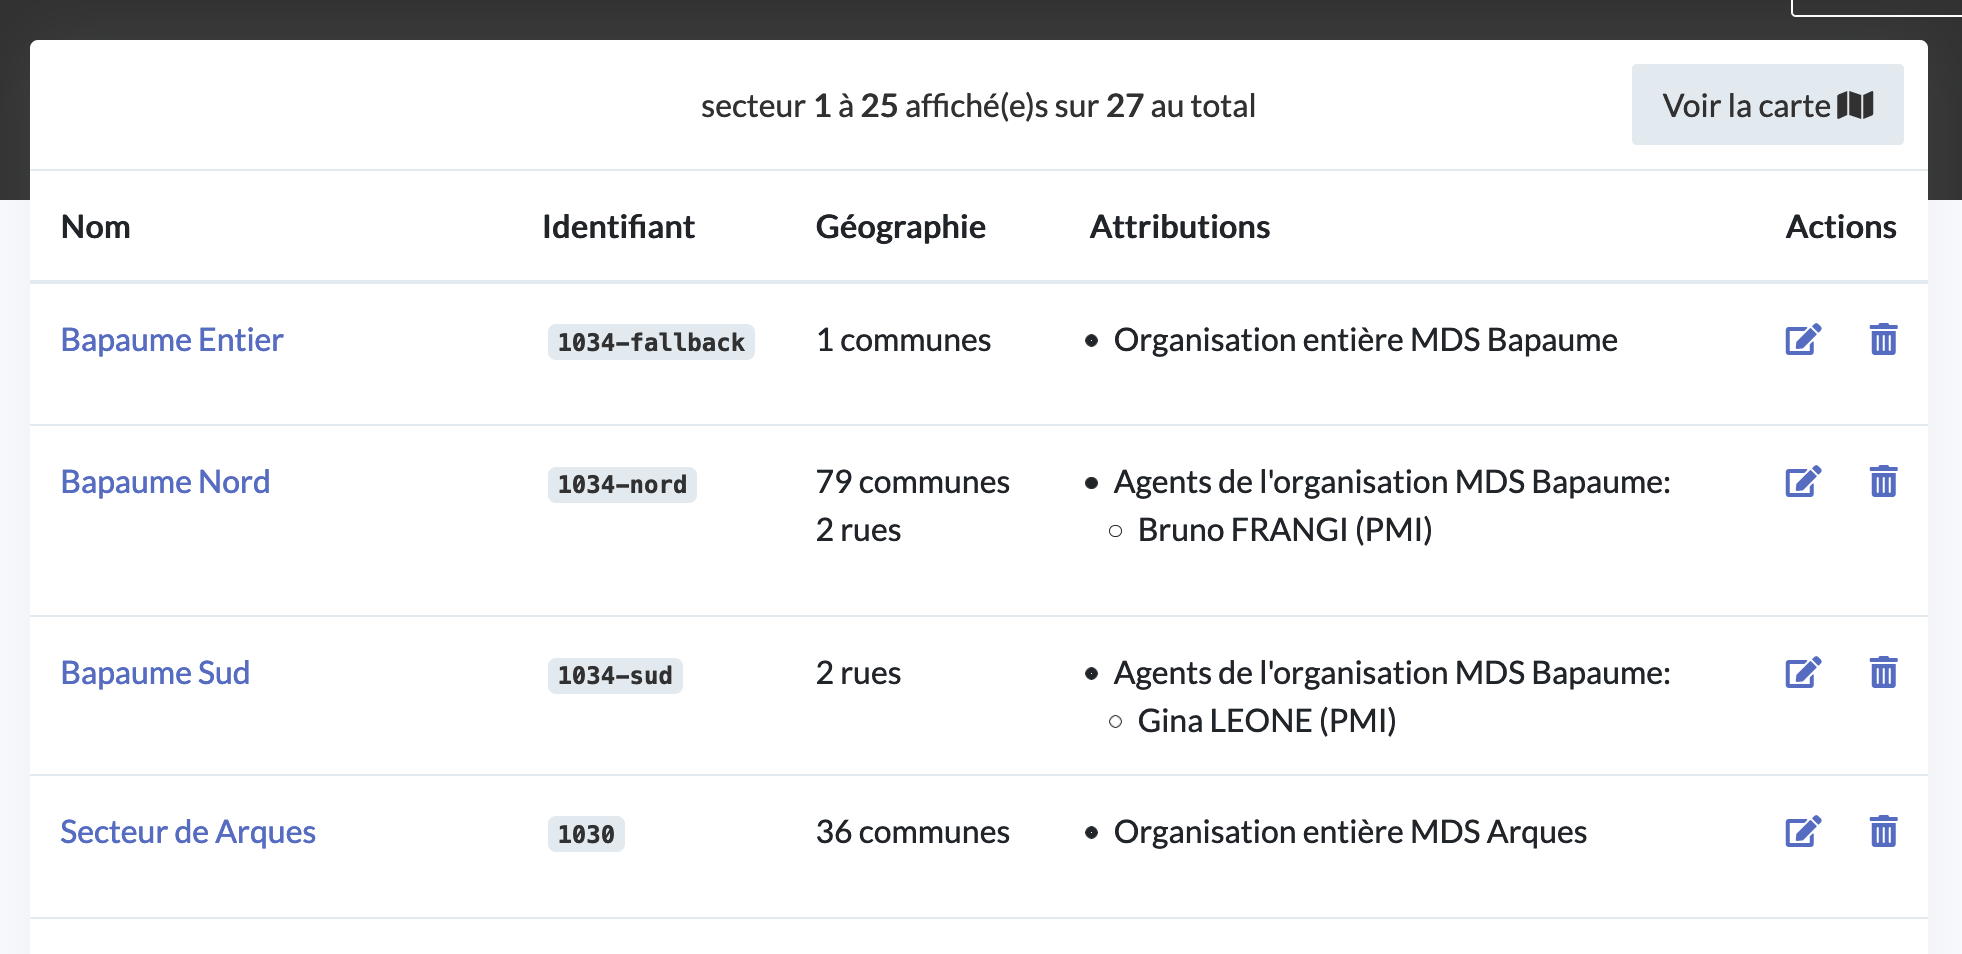 secteur 1 à 25 affiché(e)s sur 27 au total
Voir la carte
Nom Identifiant Géographie Attributions Actions
Bapaume Entier 1034-fallback 1 communes Organisation entière MDS Bapaume
Bapaume Nord 1034-nord 79 communes Agents de l'organisation MDS Bapaume:
2 rues Bruno FRANGI (PMI)
Bapaume Sud 1034-sud 2 rues Agents de l'organisation MDS Bapaume:
Gina LEONE (PMI)
Secteur de Arques 1030 36 communes Organisation entière MDS Arques